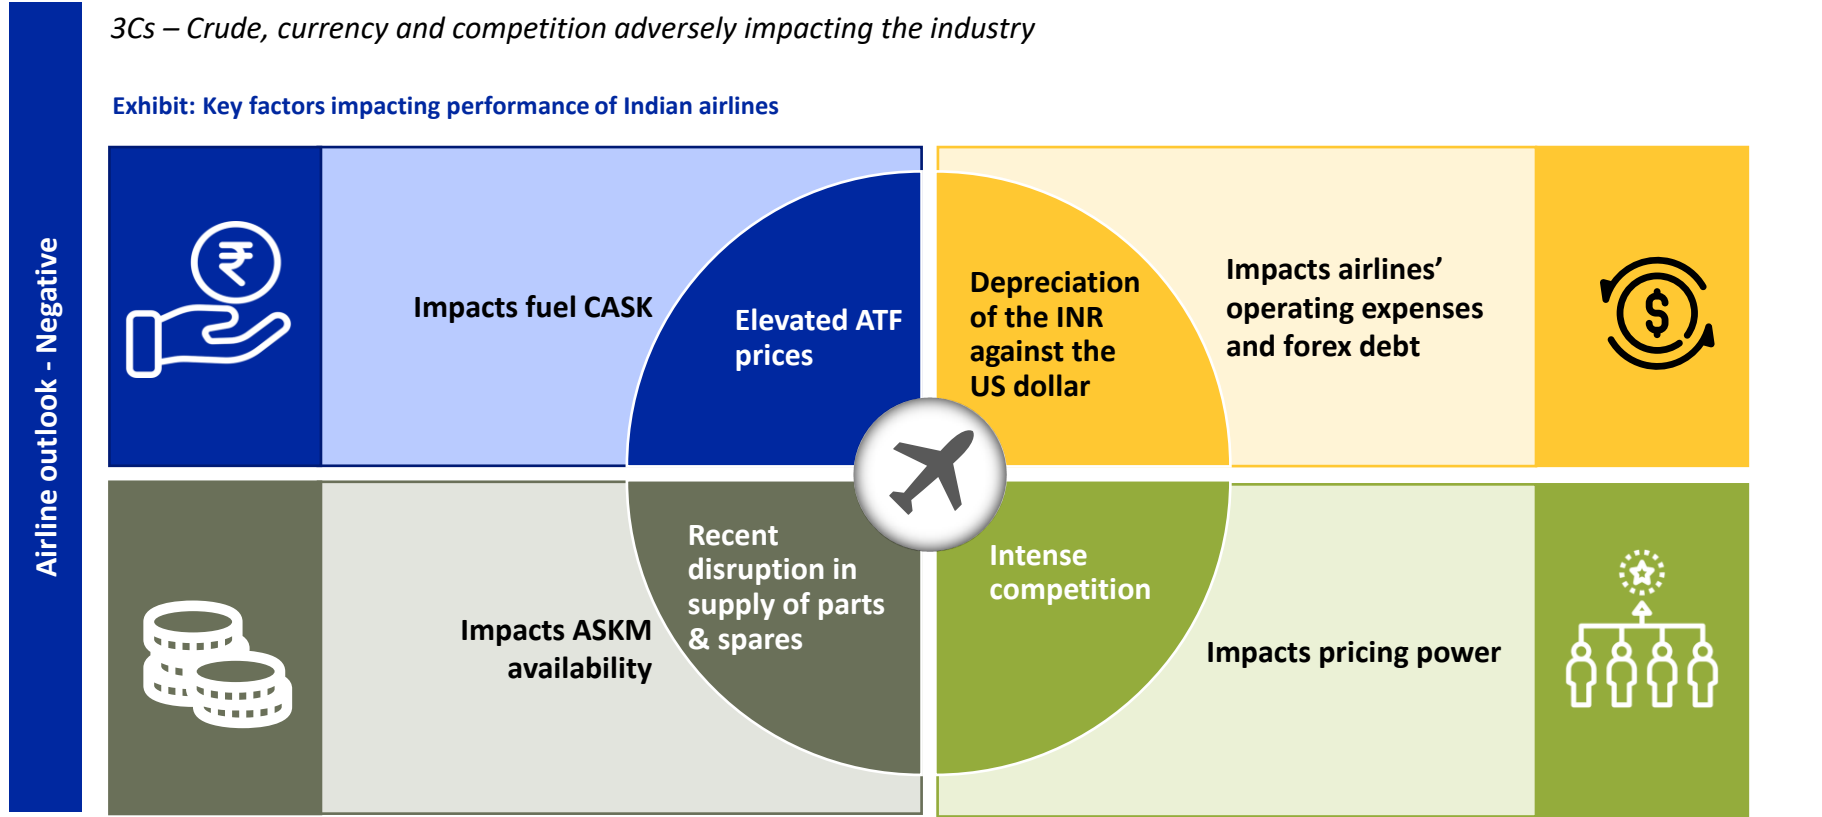 3Cs – Crude, currency and competition adversely impacting the industry
Exhibit: Key factors impacting performance of Indian airlines
Airline outlook - Negative
₹
Impacts fuel CASK
Elevated ATF
prices
Depreciation
of the INR
against the
US dollar
Impacts airlines’
operating expenses
and forex debt
$
Impacts ASKM
availability
Recent
disruption in
supply of parts
& spares
Intense
competition
Impacts pricing power